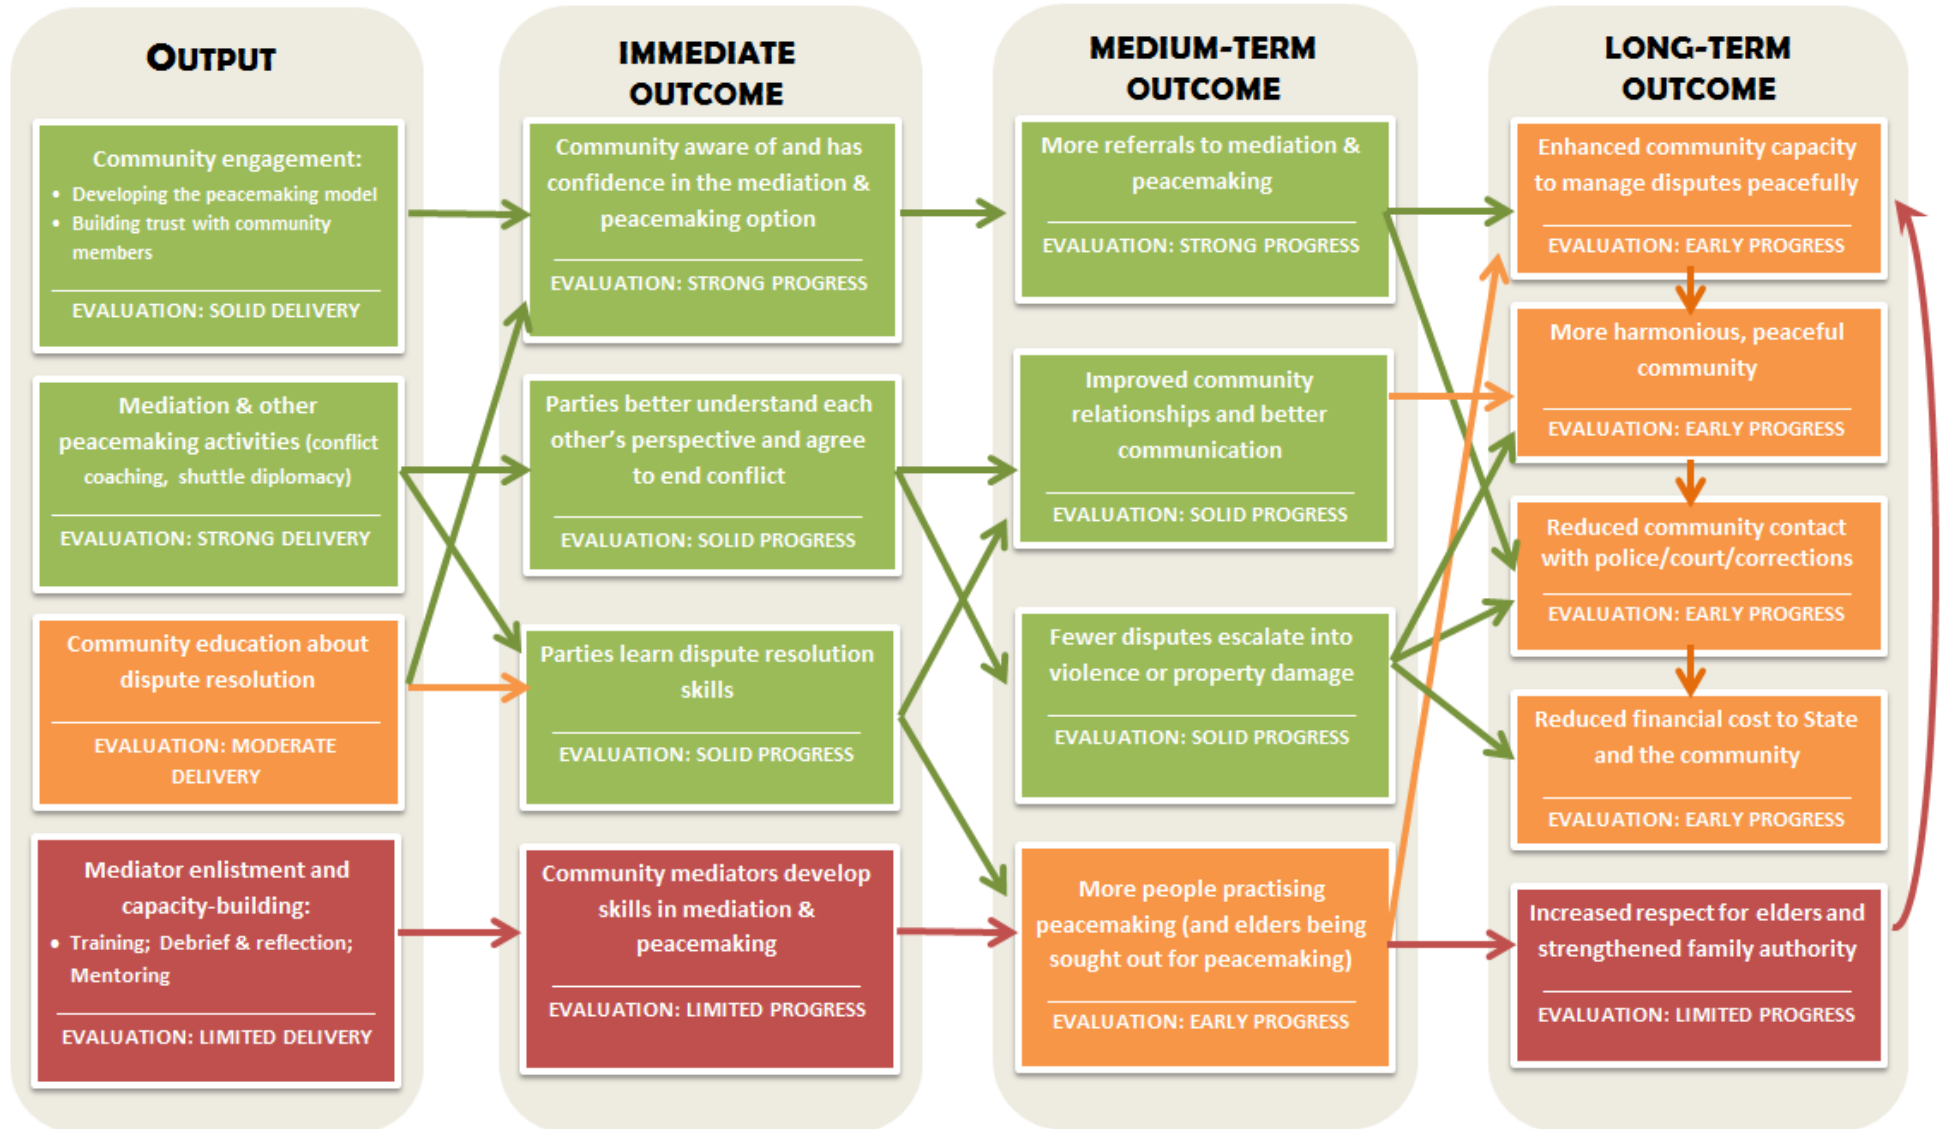 OUTPUT
Community engagement:
• Developing the peacemaking model
• Building trust with community
members
EVALUATION: SOLID DELIVERY
Mediation & other
peacemaking activities (conflict
coaching, shuttle diplomacy)
EVALUATION: STRONG DELIVERY
Community education about
dispute resolution
EVALUATION: MODERATE
DELIVERY
Mediator enlistment and
capacity-building:
• Training; Debrief & reflection;
Mentoring
EVALUATION: LIMITED DELIVERY
IMMEDIATE
OUTCOME
Community aware of and has
confidence in the mediation &
peacemaking option
EVALUATION: STRONG PROGRESS
Parties better understand each
other's perspective and agree
to end conflict
EVALUATION: SOLID PROGRESS
Parties learn dispute resolution
skills
EVALUATION: SOLID PROGRESS
Community mediators develop
skills in mediation &
peacemaking
EVALUATION: LIMITED PROGRESS
MEDIUM-TERM
OUTCOME
More referrals to mediation &
peacemaking
EVALUATION: STRONG PROGRESS
Improved community
relationships and better
communication
EVALUATION: SOLID PROGRESS
Fewer disputes escalate into
violence or property damage
EVALUATION: SOLID PROGRESS
More people practising
peacemaking (and elders being
sought out for peacemaking)
EVALUATION: EARLY PROGRESS
LONG-TERM
OUTCOME
Enhanced community capacity
to manage disputes peacefully
EVALUATION: EARLY PROGRESS
More harmonious, peaceful
community
EVALUATION: EARLY PROGRESS
Reduced community contact
with police/court/corrections
EVALUATION: EARLY PROGRESS
Reduced financial cost to State
and the community
EVALUATION: EARLY PROGRESS
Increased respect for elders and
strengthened family authority
EVALUATION: LIMITED PROGRESS